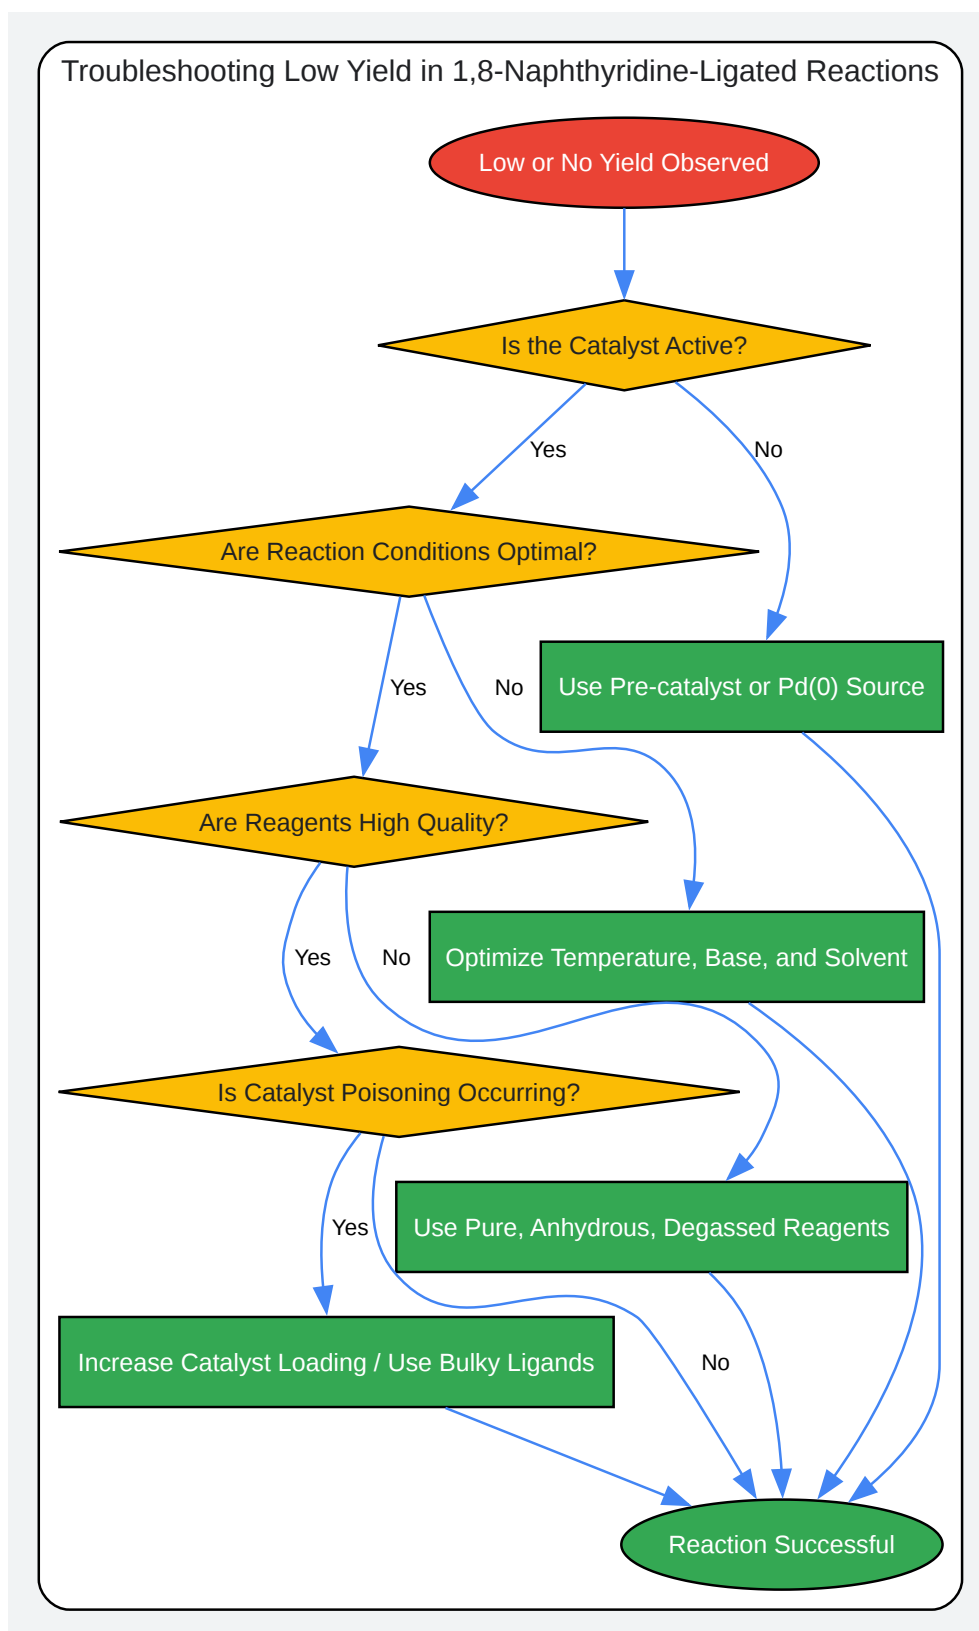 Troubleshooting Low Yield in 1,8-Naphthyridine-Ligated Reactions
Low or No Yield Observed
Is the Catalyst Active?
Yes
No
Are Reaction Conditions Optimal?
Yes
No
Use Pre-catalyst or Pd(0) Source
Are Reagents High Quality?
Yes
No
Optimize Temperature, Base, and Solvent
Is Catalyst Poisoning Occurring?
Yes
Use Pure, Anhydrous, Degassed Reagents
Increase Catalyst Loading / Use Bulky Ligands
No
Reaction Successful